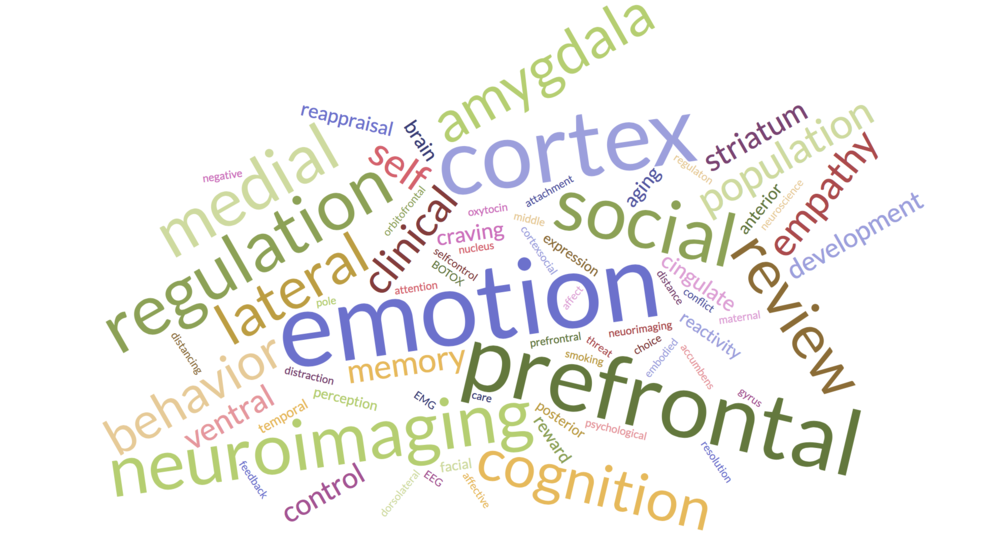 amygdala
reappraisal
brain
cortex
striatum
population
medial
self
empathy
negative
regulation
orbitofrontal
clinical
attachment
aging
regulaton
anterior
neuroscience
development
oxytocin
middle
social
craving
cortexsocial
expression
nucleus
selfcontrol
BOTOX
review
cingulate
lateral
attention
emotion
affect
distance
conflict
pole
maternal
reactivity
neuorimaging
prefrontral
threat
choice
distancing
behavior
memory
smoking
embodied
accumbens
distraction
prefrontal
ventral
perception
EMG
care
gyrus
temporal
neuroimaging
posterior
reward
psychological
feedback
control
dorsolateral
EEG
facial
affective
cognition
resolution